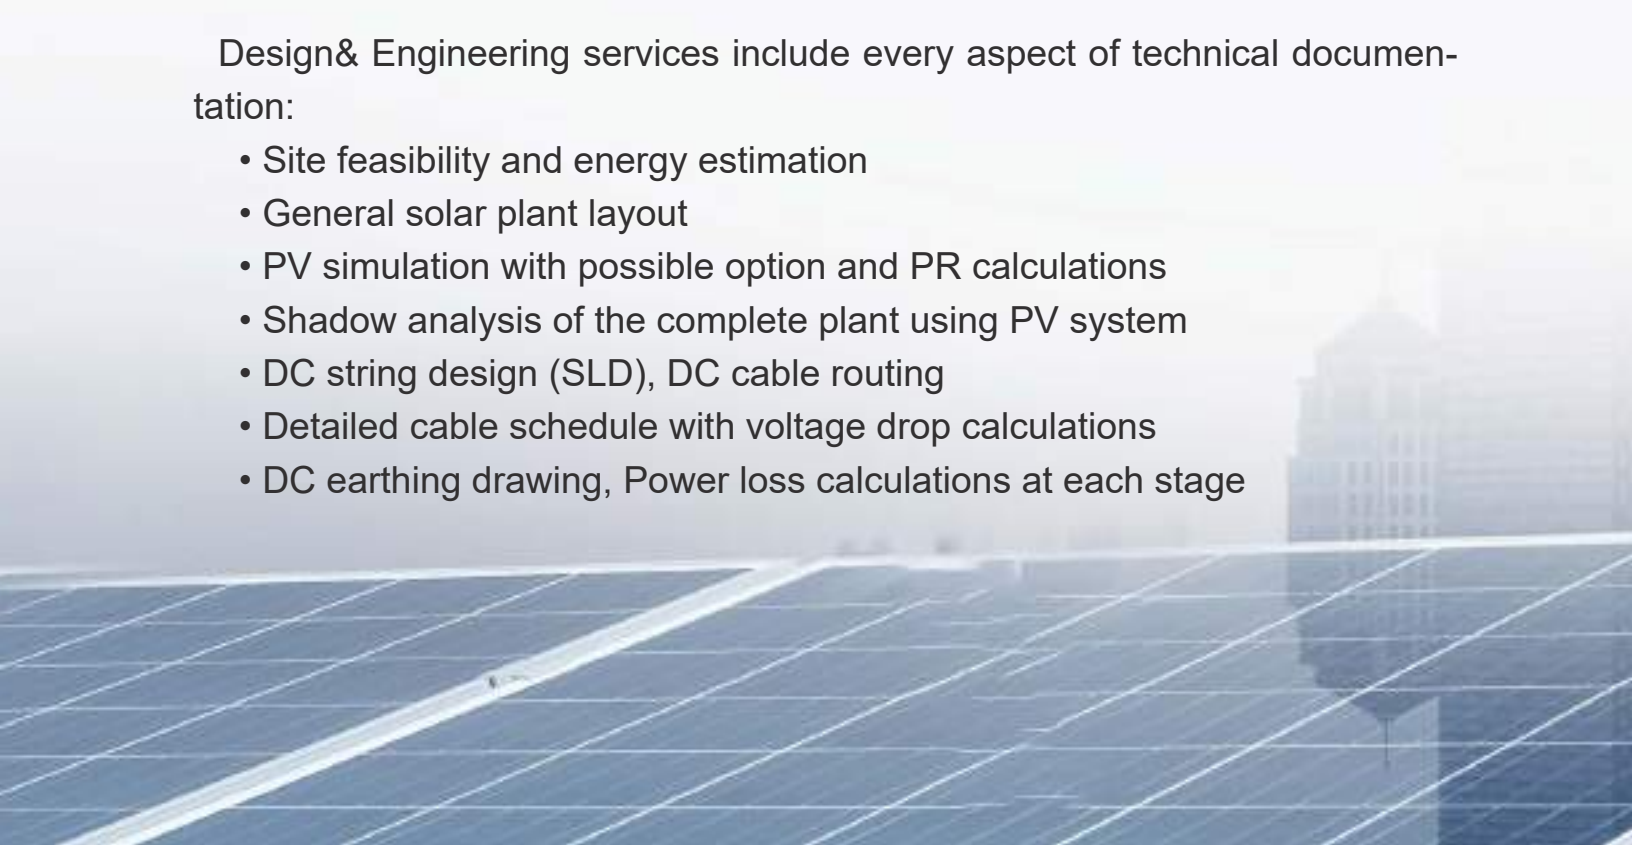 Design& Engineering services include every aspect of technical documen-
tation:
• Site feasibility and energy estimation
• General solar plant layout
• PV simulation with possible option and PR calculations
• Shadow analysis of the complete plant using PV system
• DC string design (SLD), DC cable routing
• Detailed cable schedule with voltage drop calculations
• DC earthing drawing, Power loss calculations at each stage